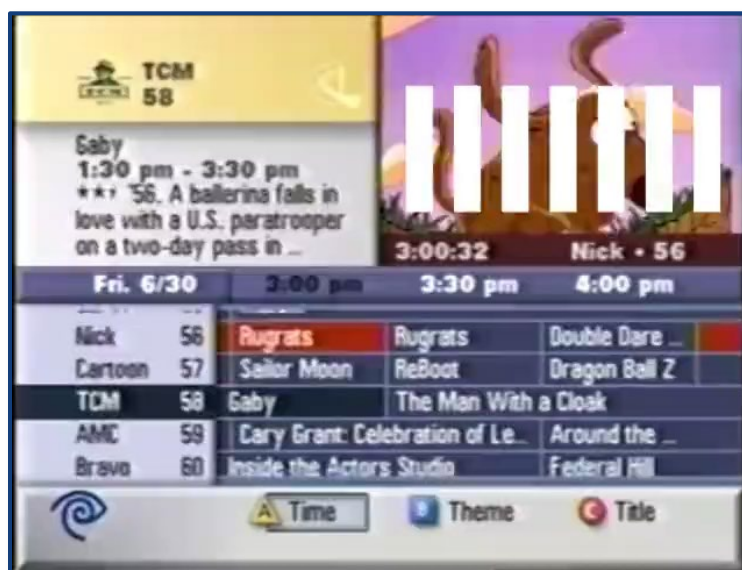 TCM
58
TCM
Gaby
1:30 pm - 3:30 pm
'56. A ballerina falls in
love with a U.S. paratrooper
on a two-day pass in ...
3:00:32 Nick • 56
Fri. 6/30 3:00 pm 3:30 pm 4:00 pm
Nick 56 Rugrats Rugrats Double Dare ...
Cartoon 57 Sailor Moon ReBoot Dragon Ball Z
TCM 58 Gaby The Man With a Cloak
AMC 59 Cary Grant: Celebration of Le... Around the ...
Bravo 60 Inside the Actors Studio Federal Hill
A Time B Theme C Title